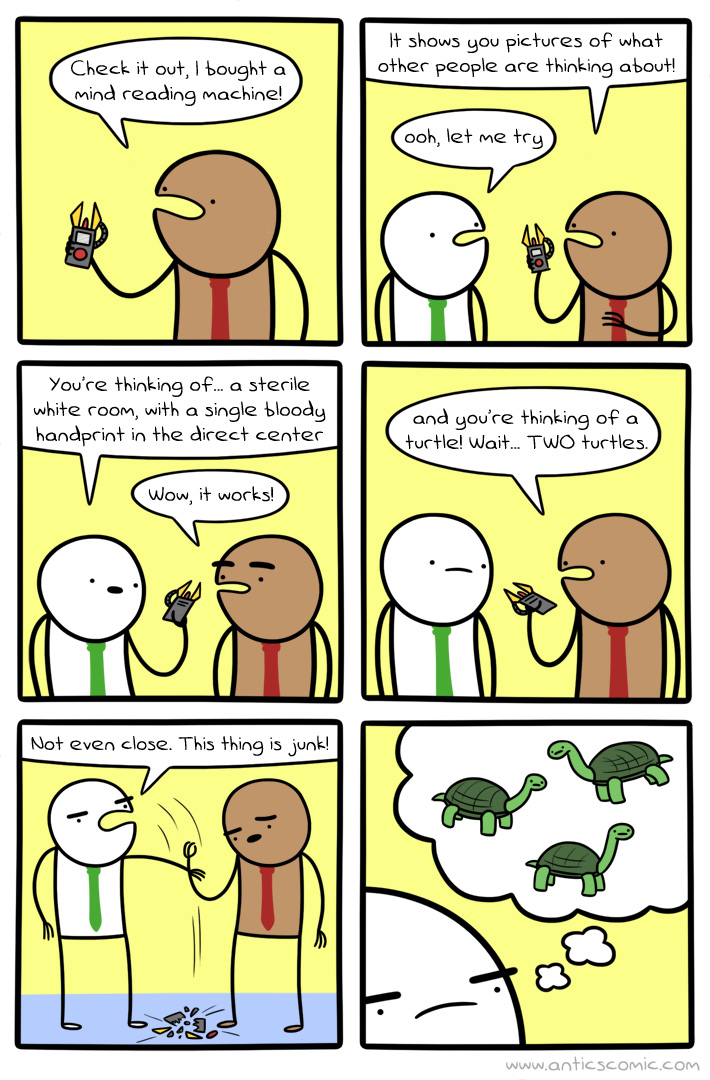 Check it out, I bought a
mind reading machine!
It shows you pictures of what
other people are thinking about!
ooh, let me try
You're thinking of... a sterile
white room, with a single bloody
handprint in the direct center
Wow, it works!
and you're thinking of a
turtle! Wait... TWO turtles.
Not even close. This thing is junk!
www.anticscomic.com